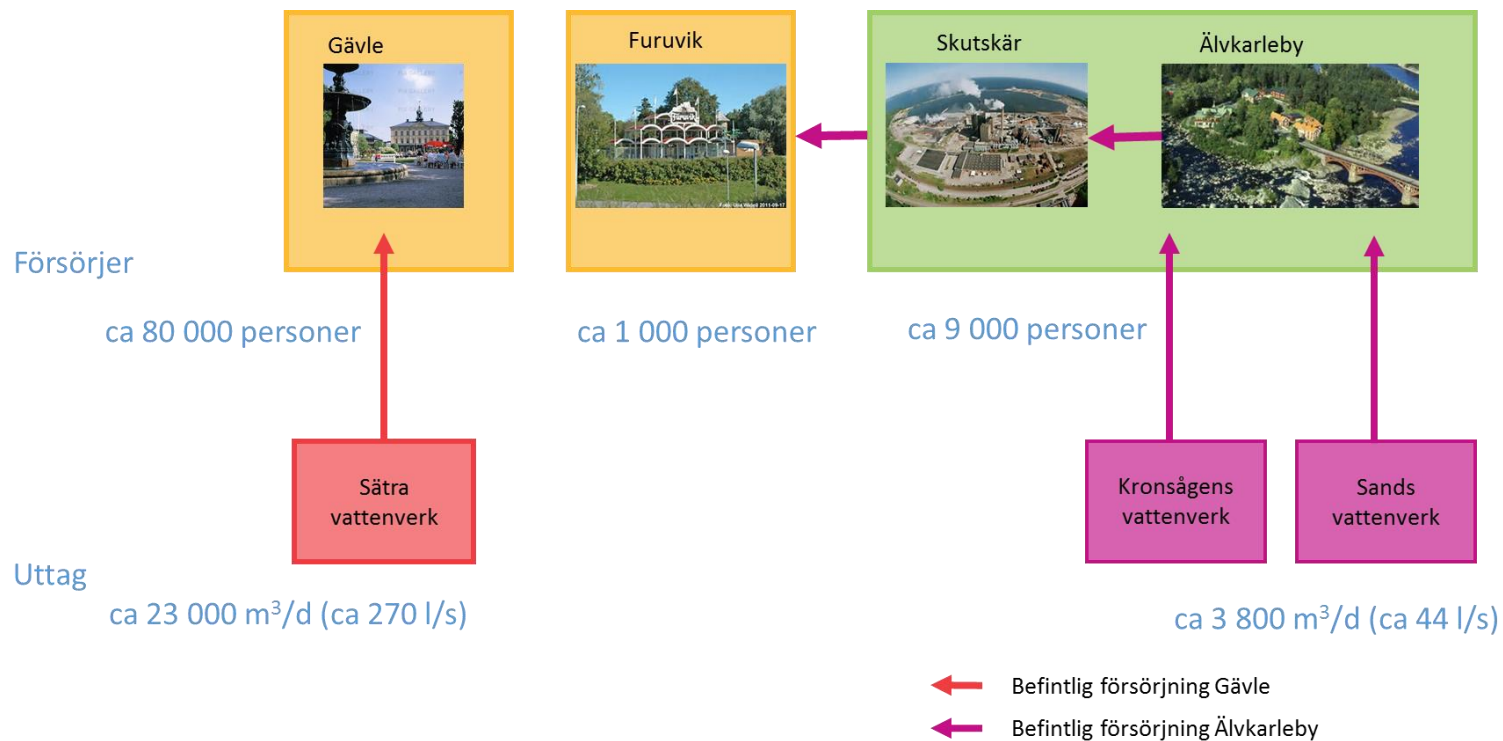 Gävle
Furuvik
Skutskär
Älvkarleby
Furuvik
Försörjer
ca 80 000 personer
ca 1 000 personer
ca 9 000 personer
Sätra
vattenverk
Kronsågens
vattenverk
Sands
vattenverk
Uttag
ca 23 000 m³/d (ca 270 l/s)
ca 3 800 m³/d (ca 44 l/s)
Befintlig försörjning Gävle
Befintlig försörjning Älvkarleby